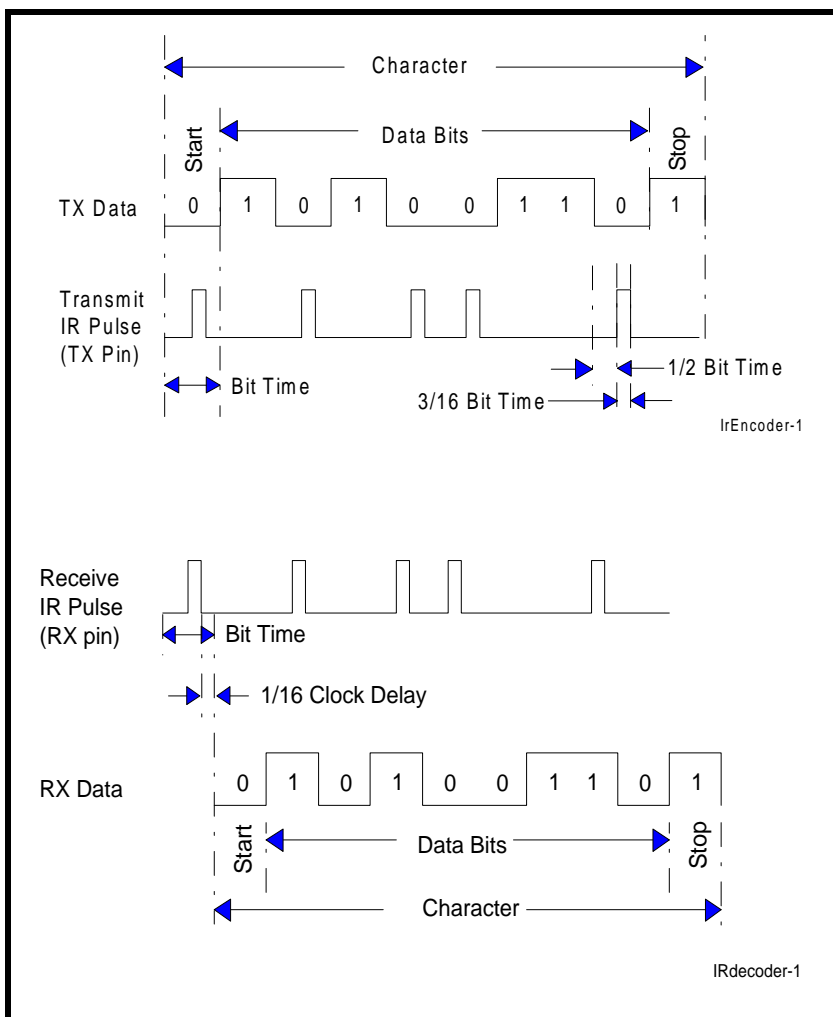 Character
Start
Data Bits
Stop
TX Data
0 1 0 1 0 0 1 1 0 1
Transmit
IR Pulse
(TX Pin)
Bit Time
1/2 Bit Time
3/16 Bit Time
IrEncoder-1
Receive
IR Pulse
(RX pin)
Bit Time
1/16 Clock Delay
RX Data
0 1 0 1 0 0 1 1 0 1
Start
Data Bits
Stop
Character
IRdecoder-1